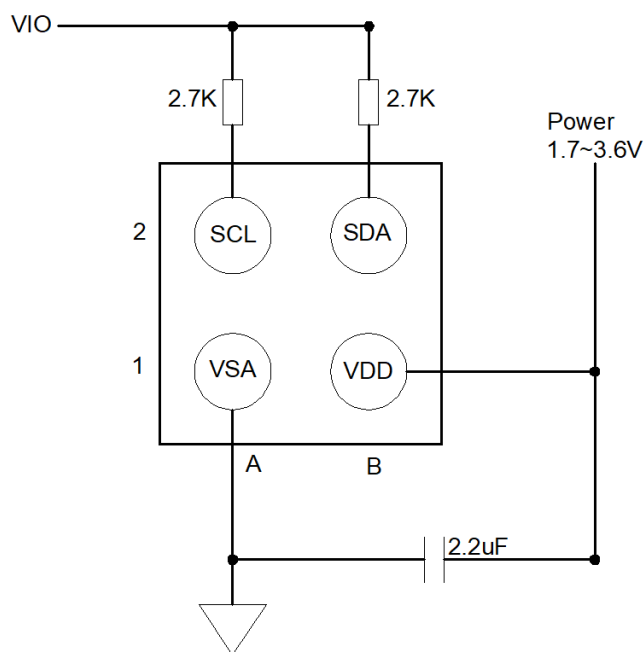 VIO
2.7K
2.7K
Power
1.7~3.6V
2
SCL
SDA
1
VSA
VDD
A
B
2.2uF